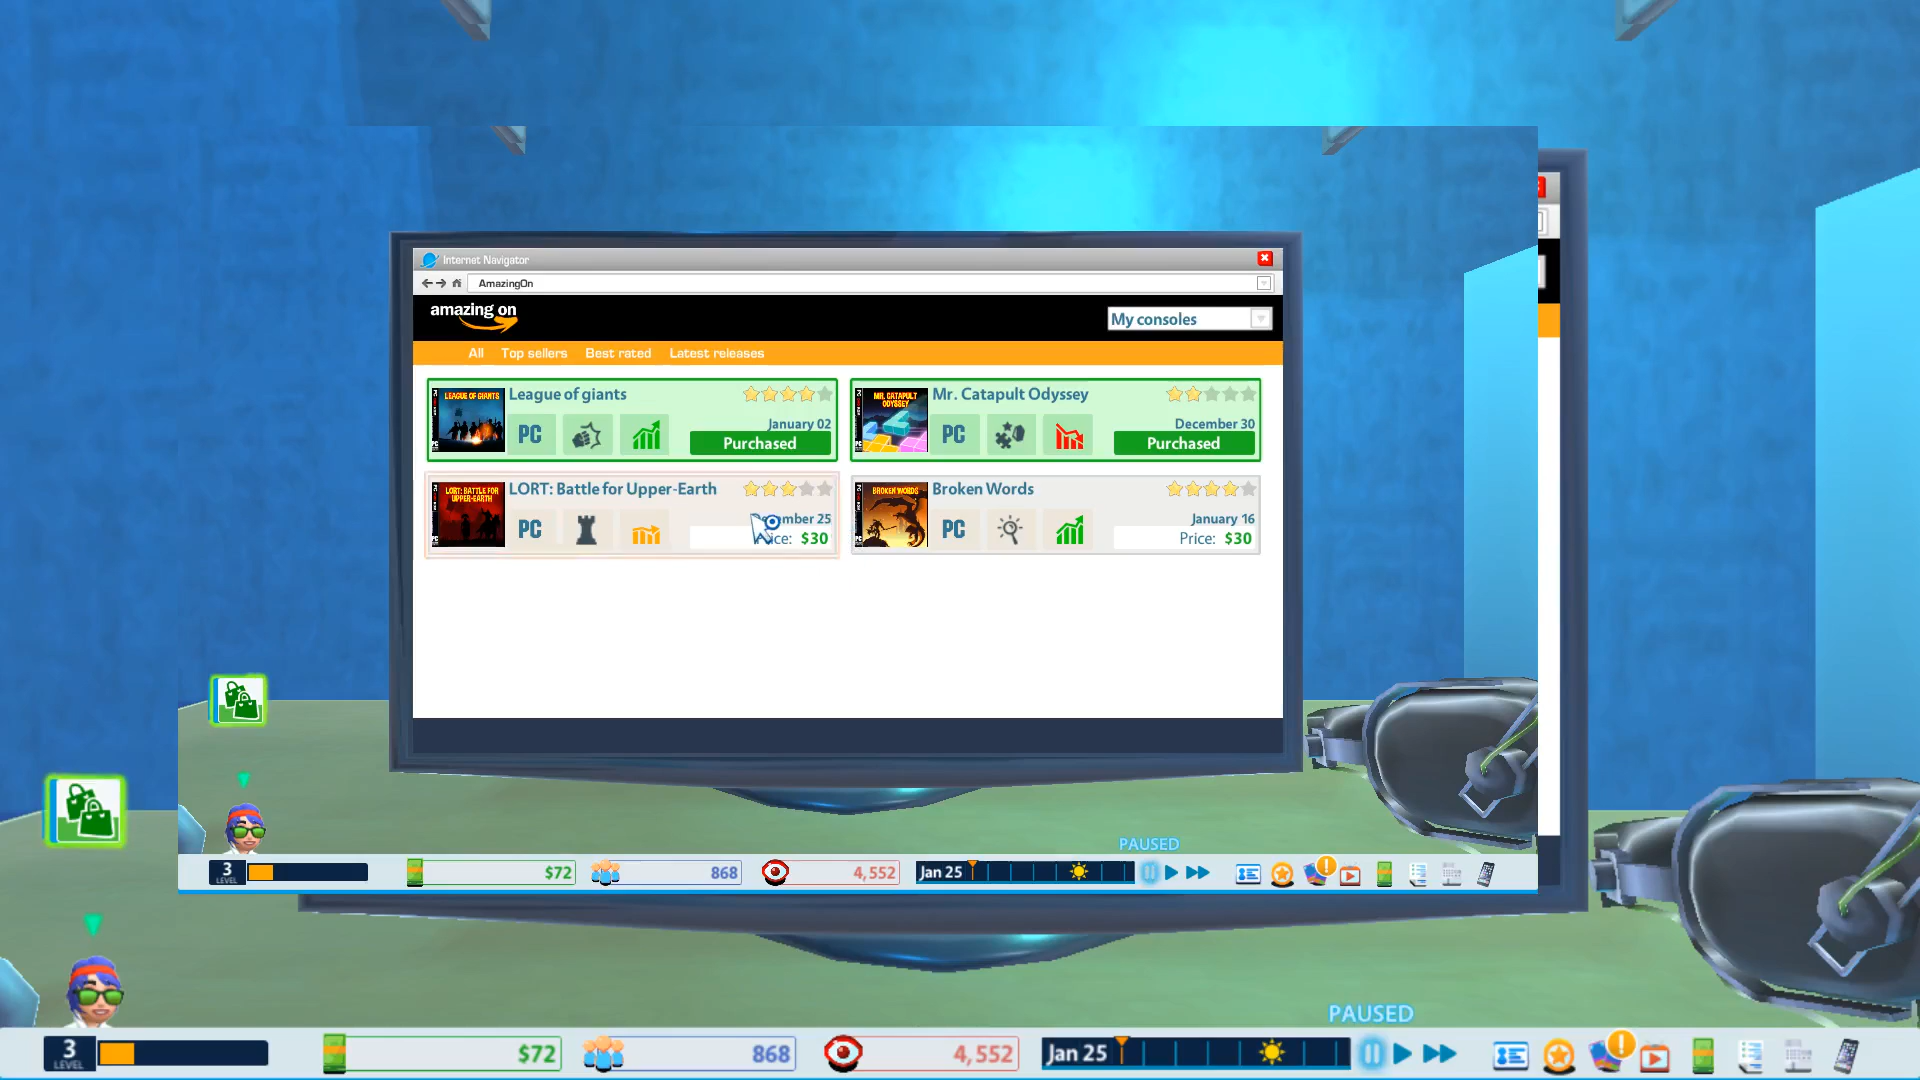 Internet Navigator
AmazingOn
amazing on
My consoles
All Top sellers Best rated Latest releases
LEAGUE OF GIANTS
League of giants
PC
January 02
Purchased
MR. CATAPULT
ODYSSEY
Mr. Catapult Odyssey
PC
December 30
Purchased
LORT: BATTLE FOR
UPPER-EARTH
LORT: Battle for Upper-Earth
PC
mber 25
$30
BROKEN WORDS
Broken Words
PC
January 16
Price: $30
PAUSED
3
LEVEL
$72
868
4,552
Jan 25
PAUSED
3
LEVEL
$72
868
4,552
Jan 25